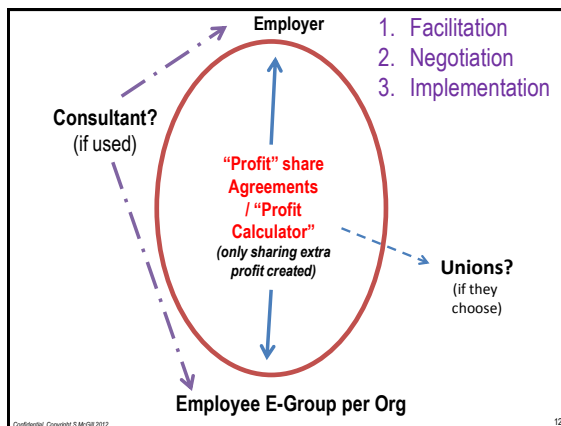 Employer
1. Facilitation
2. Negotiation
3. Implementation
Consultant?
(if used)
“Profit” share
Agreements
/ “Profit
Calculator”
(only sharing extra
profit created)
Unions?
(if they
choose)
Employee E-Group per Org
Confidential Copyright S McGill 2012
12